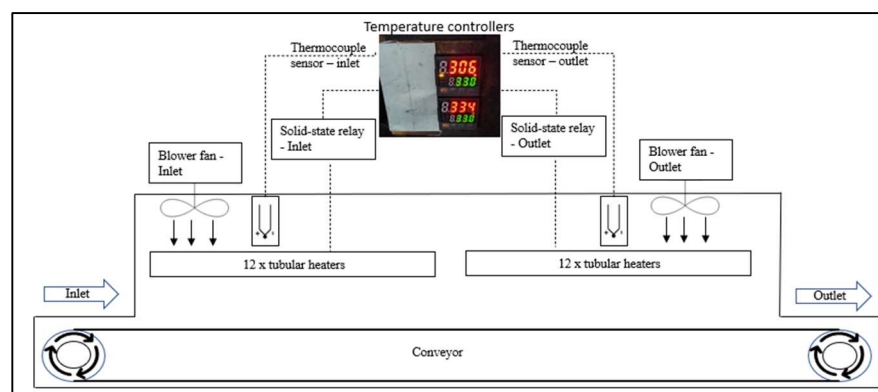 Temperature controllers
Thermocouple
sensor – inlet
Thermocouple
sensor – outlet
306
330
334
330
Solid-state relay
- Inlet
Solid-state relay
- Outlet
Blower fan -
Inlet
Blower fan -
Outlet
+ -
+ -
12 x tubular heaters
12 x tubular heaters
Inlet
Outlet
Conveyor